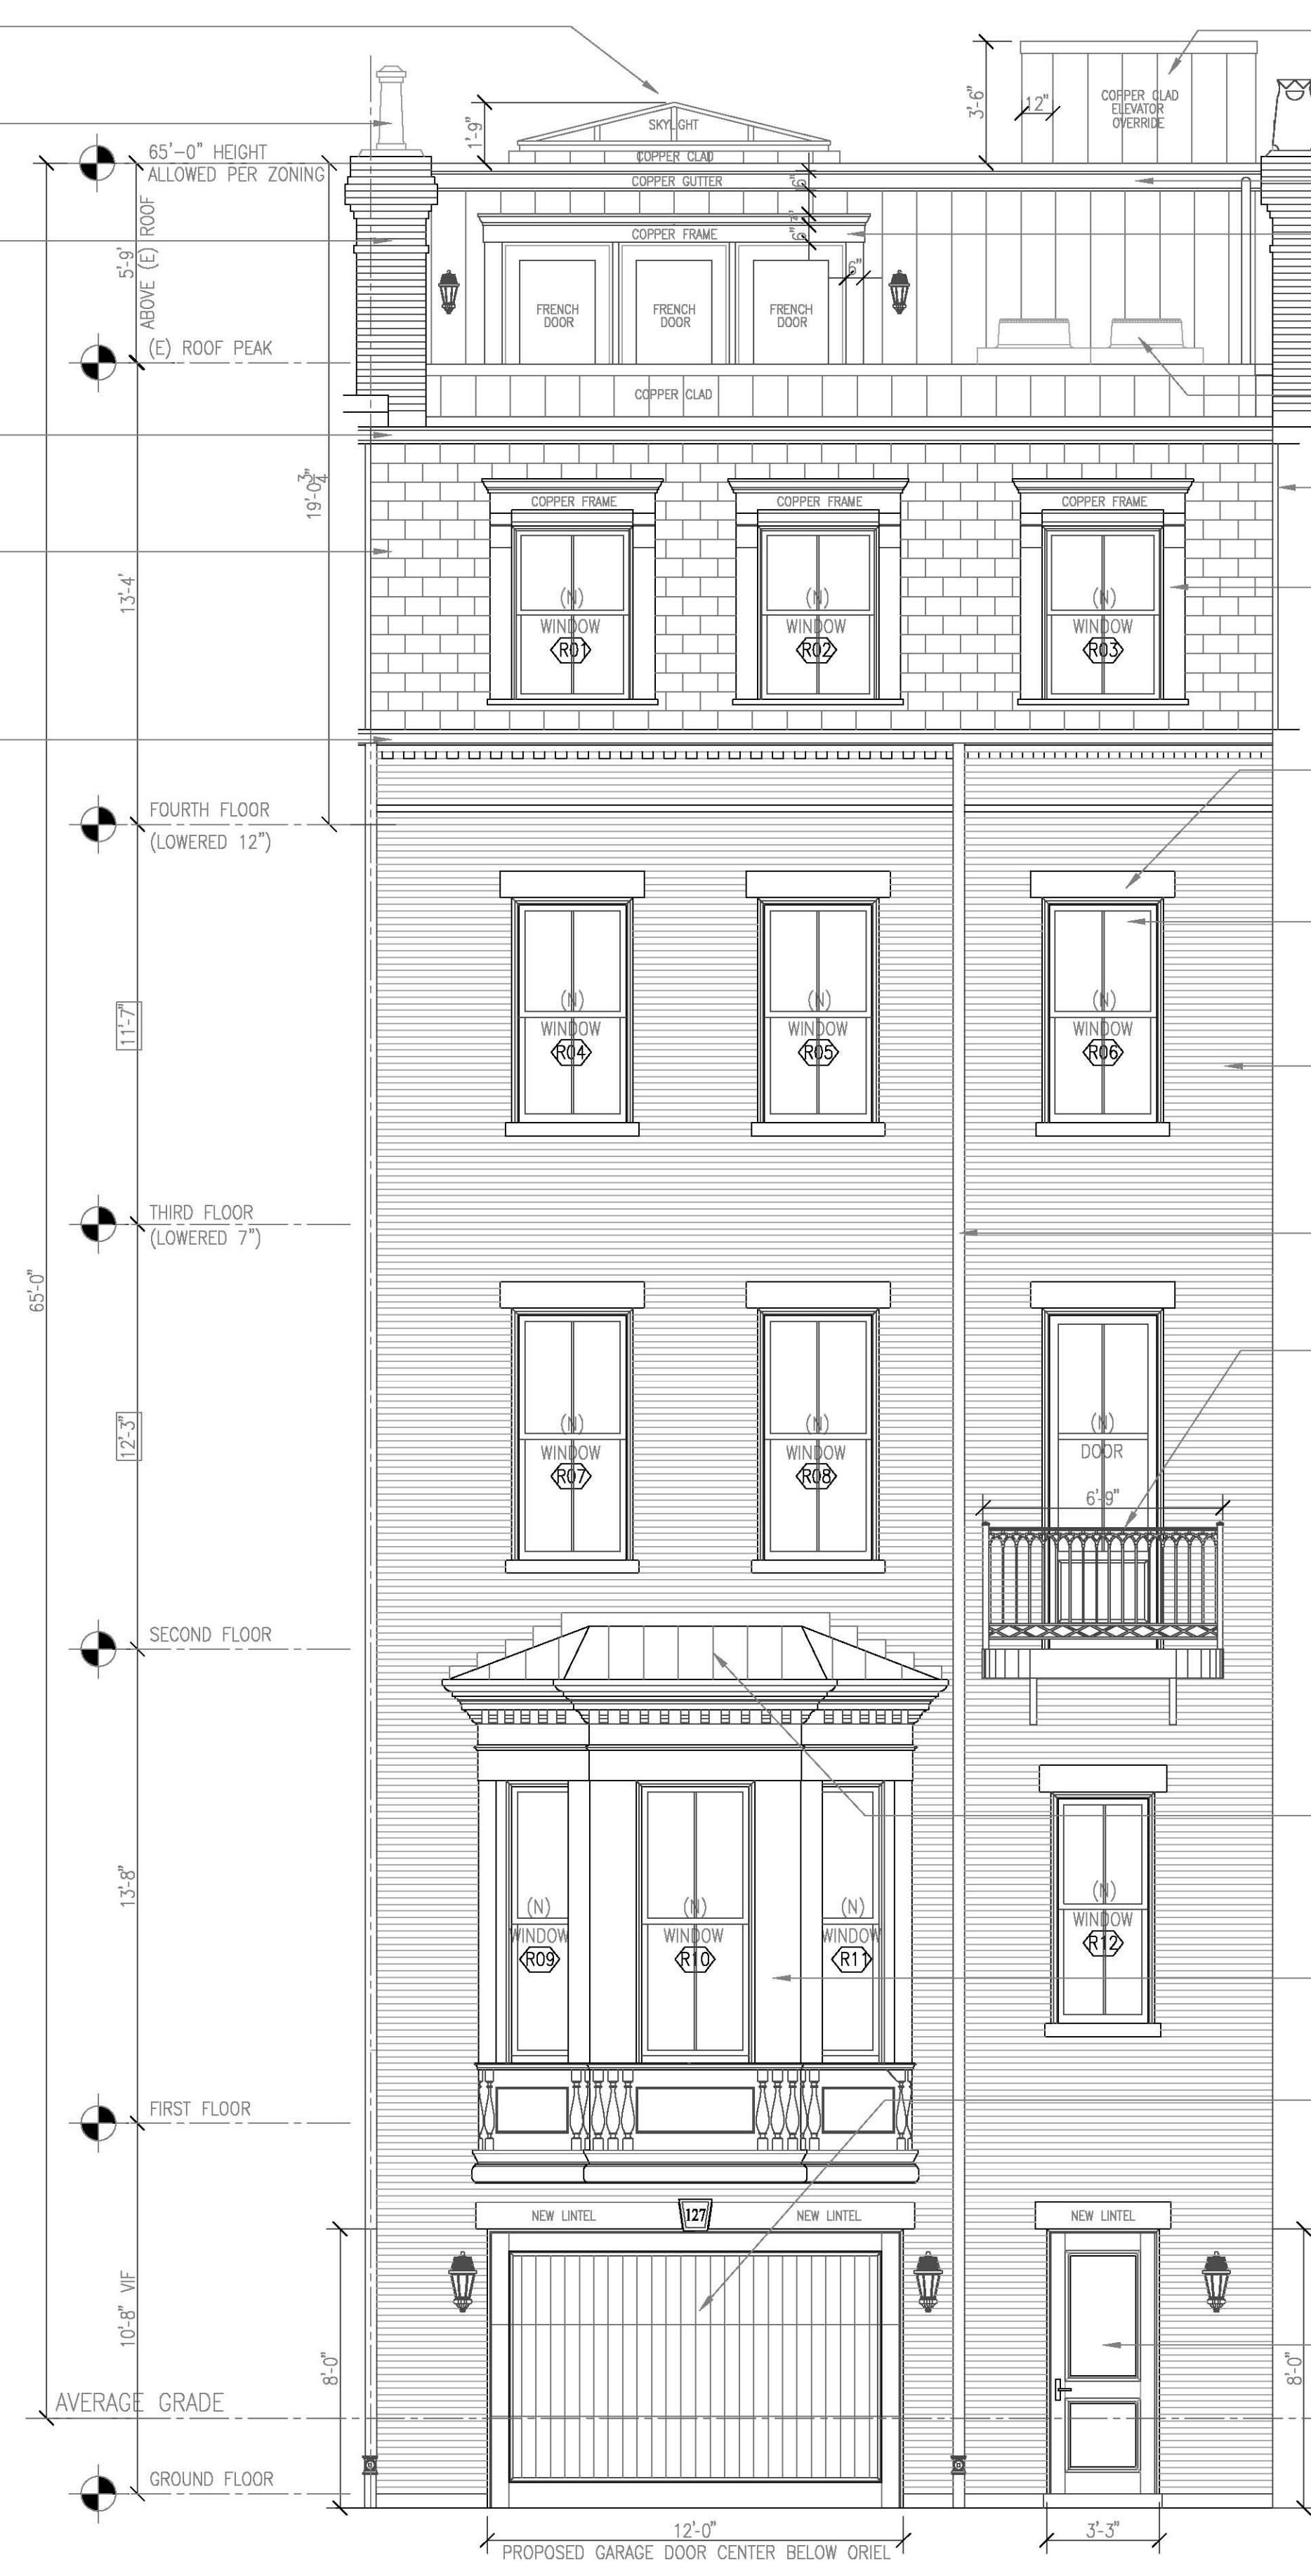 SKYLIGHT
1'-9"
3'-6"
12"
COPPER CLAD
ELEVATOR
OVERRIDE
65'-0" HEIGHT
ALLOWED PER ZONING
COPPER CLAD
COPPER GUTTER
6"
COPPER FRAME
6"
6"
5'-9'
ABOVE (E) ROOF
FRENCH
DOOR
FRENCH
DOOR
FRENCH
DOOR
(E) ROOF PEAK
COPPER CLAD
19'-0 3/4"
13'-4'
COPPER FRAME
COPPER FRAME
COPPER FRAME
(N)
WINDOW
R01
(N)
WINDOW
R02
(N)
WINDOW
R03
FOURTH FLOOR
(LOWERED 12")
11'-7"
(N)
WINDOW
R04
(N)
WINDOW
R05
(N)
WINDOW
R06
THIRD FLOOR
(LOWERED 7")
65'-0"
12'-3"
(N)
WINDOW
R07
(N)
WINDOW
R08
(N)
DOOR
6'-9"
SECOND FLOOR
13'-8"
(N)
WINDOW
R09
(N)
WINDOW
R10
(N)
WINDOW
R11
(N)
WINDOW
R12
FIRST FLOOR
NEW LINTEL
127
NEW LINTEL
NEW LINTEL
10'-8" VIF
8'-0"
8'-0"
AVERAGE GRADE
GROUND FLOOR
12'-0"
3'-3"
PROPOSED GARAGE DOOR CENTER BELOW ORIEL